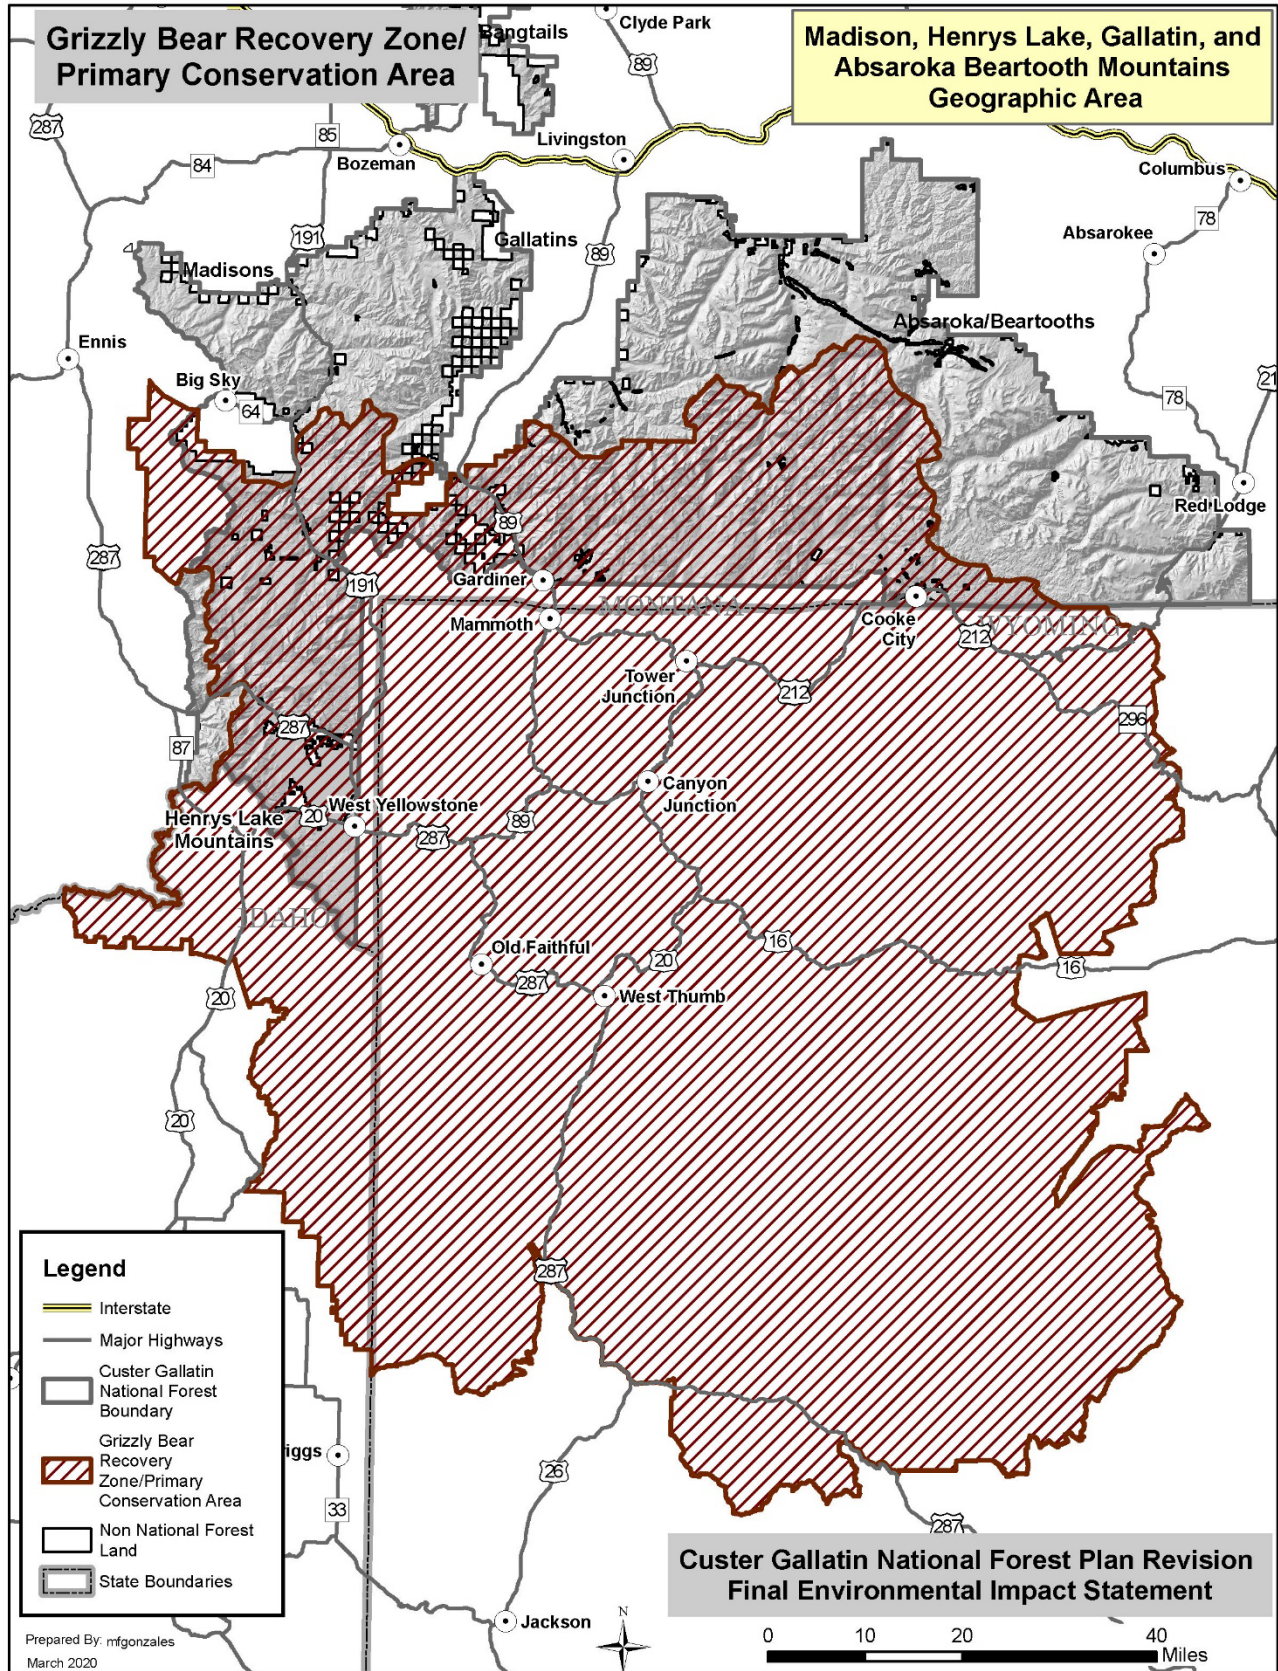 Grizzly Bear Recovery Zone/
Primary Conservation Area
Madison, Henrys Lake, Gallatin, and
Absaroka Beartooth Mountains
Geographic Area
Bangtails
Clyde Park
89
287
85
Livingston
Bozeman
84
Columbus
78
191
Gallatins
89
Absarokee
Madisons
Absaroka/Beartooths
Ennis
Big Sky
64
21
78
Red Lodge
89
287
191
Gardiner
MONTANA
Mammoth
Cooke
City
212
WYOMING
Tower
Junction
212
296
287
87
Canyon
Junction
West Yellowstone
20
Henrys Lake
Mountains
287
89
IDAHO
Old Faithful
20
16
16
287
West Thumb
20
20
287
Legend
Interstate
Major Highways
Custer Gallatin
National Forest
Boundary
Grizzly Bear
Recovery
Zone/Primary
Conservation Area
Non National Forest
Land
State Boundaries
riggs
33
26
287
Jackson
Custer Gallatin National Forest Plan Revision
Final Environmental Impact Statement
N
0 10 20 40
Miles
Prepared By: mfgonzales
March 2020